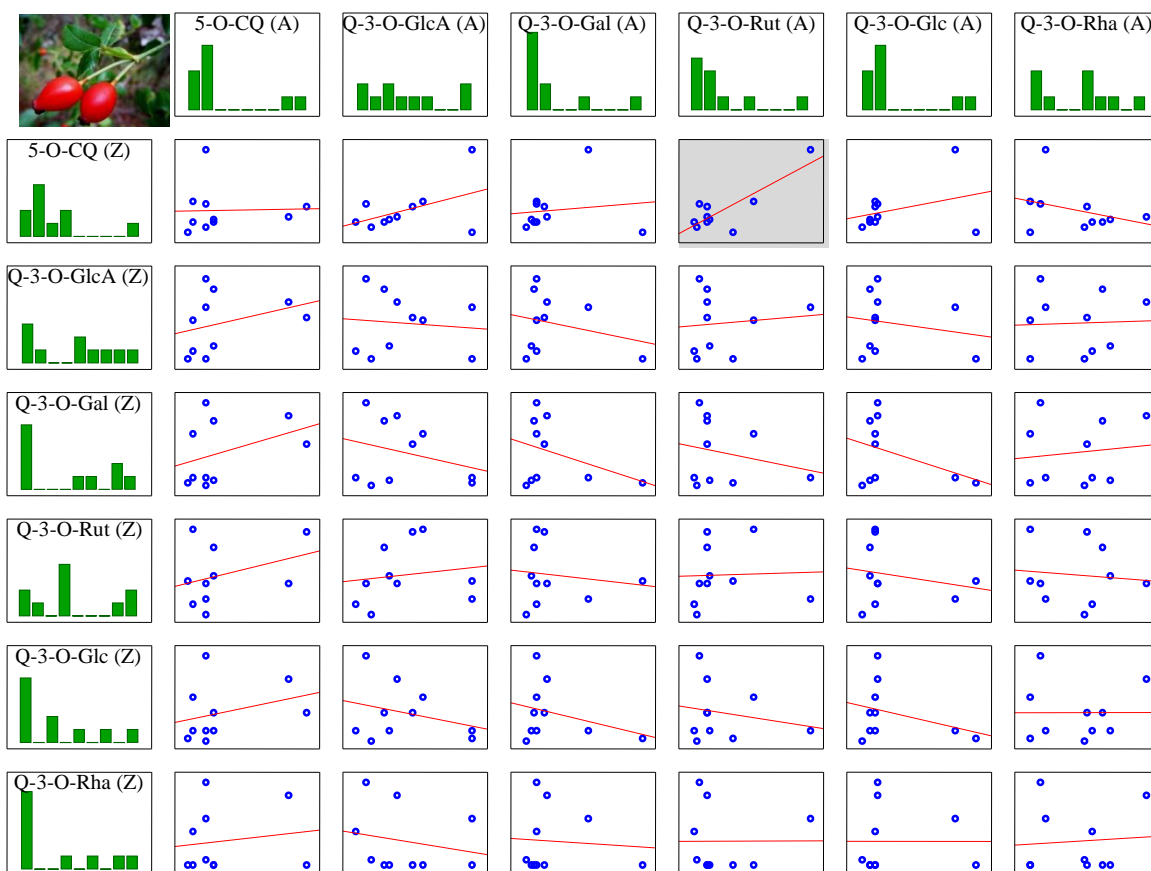 5-O-CQ (A)
Q-3-O-GlcA (A)
Q-3-O-Gal (A)
Q-3-O-Rut (A)
Q-3-O-Glc (A)
Q-3-O-Rha (A)
5-O-CQ (Z)
Q-3-O-GlcA (Z)
Q-3-O-Gal (Z)
Q-3-O-Rut (Z)
Q-3-O-Glc (Z)
Q-3-O-Rha (Z)